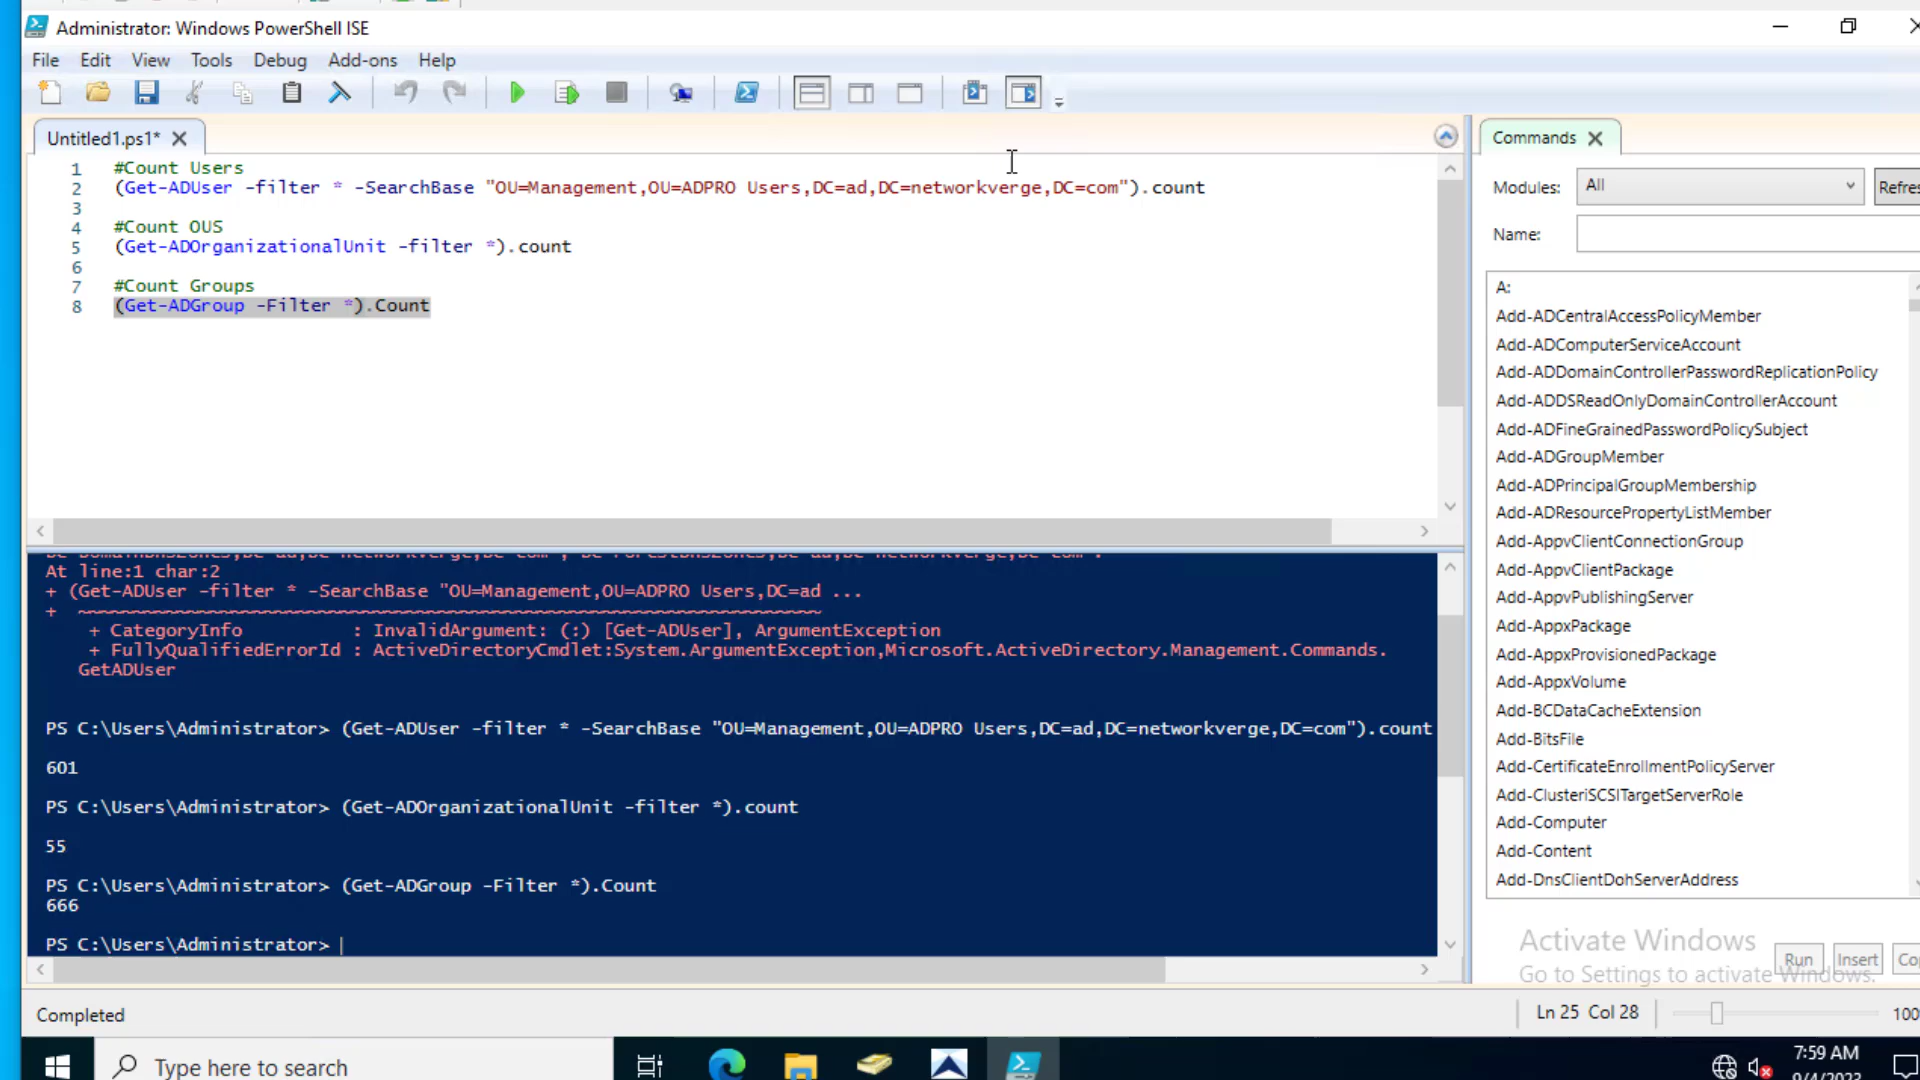 Administrator: Windows PowerShell ISE
File Edit View Tools Debug Add-ons Help
Untitled1.ps1*
1 #Count Users
2 (Get-ADUser -filter * -SearchBase "OU=Management,OU=ADPRO Users,DC=ad,DC=networkverge,DC=com").count
3
4 #Count OUS
5 (Get-ADOrganizationalUnit -filter *).count
6
7 #Count Groups
8 (Get-ADGroup -Filter *).Count
At line:1 char:2
+ (Get-ADUser -filter * -SearchBase "OU=Management,OU=ADPRO Users,DC=ad ...
+ ~~~~~~~~~~~~~~~~~~~~~~~~~~~~~~~~~~~~~~~~~~~~~~~~~~~~~~~~~~~~~~~~~~~~~
+ CategoryInfo : InvalidArgument: (:) [Get-ADUser], ArgumentException
+ FullyQualifiedErrorId : ActiveDirectoryCmdlet:System.ArgumentException,Microsoft.ActiveDirectory.Management.Commands.
GetADUser
PS C:\Users\Administrator> (Get-ADUser -filter * -SearchBase "OU=Management,OU=ADPRO Users,DC=ad,DC=networkverge,DC=com").count
601
PS C:\Users\Administrator> (Get-ADOrganizationalUnit -filter *).count
55
PS C:\Users\Administrator> (Get-ADGroup -Filter *).Count
666
PS C:\Users\Administrator>
Commands
Modules: All Refres
Name:
A:
Add-ADCentralAccessPolicyMember
Add-ADComputerServiceAccount
Add-ADDomainControllerPasswordReplicationPolicy
Add-ADDSReadOnlyDomainControllerAccount
Add-ADFineGrainedPasswordPolicySubject
Add-ADGroupMember
Add-ADPrincipalGroupMembership
Add-ADResourcePropertyListMember
Add-AppvClientConnectionGroup
Add-AppvClientPackage
Add-AppvPublishingServer
Add-AppxPackage
Add-AppxProvisionedPackage
Add-AppxVolume
Add-BCDataCacheExtension
Add-BitsFile
Add-CertificateEnrollmentPolicyServer
Add-ClusteriSCSITargetServerRole
Add-Computer
Add-Content
Add-DnsClientDohServerAddress
Activate Windows
Go to Settings to activate Windows.
Run Insert Co
Completed
Ln 25 Col 28
100
Type here to search
7:59 AM
9/4/2023